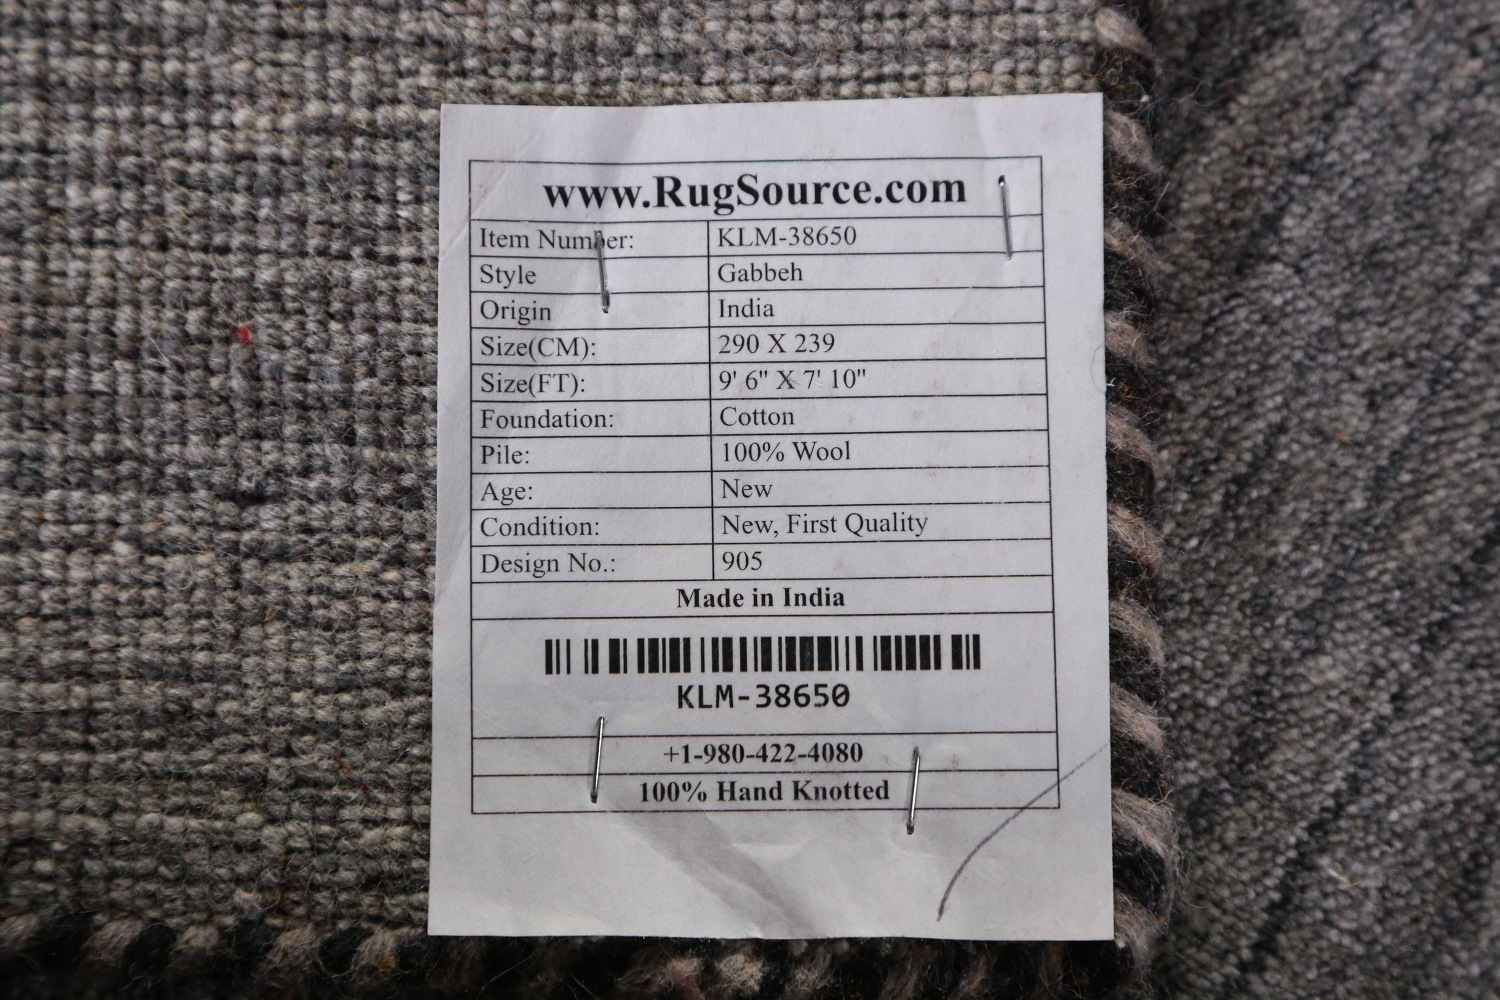 www.RugSource.com
Item Number: KLM-38650
Style Gabbeh
Origin India
Size(CM): 290 X 239
Size(FT): 9' 6" X 7' 10"
Foundation: Cotton
Pile: 100% Wool
Age: New
Condition: New, First Quality
Design No.: 905
Made in India
KLM-38650
+1-980-422-4080
100% Hand Knotted